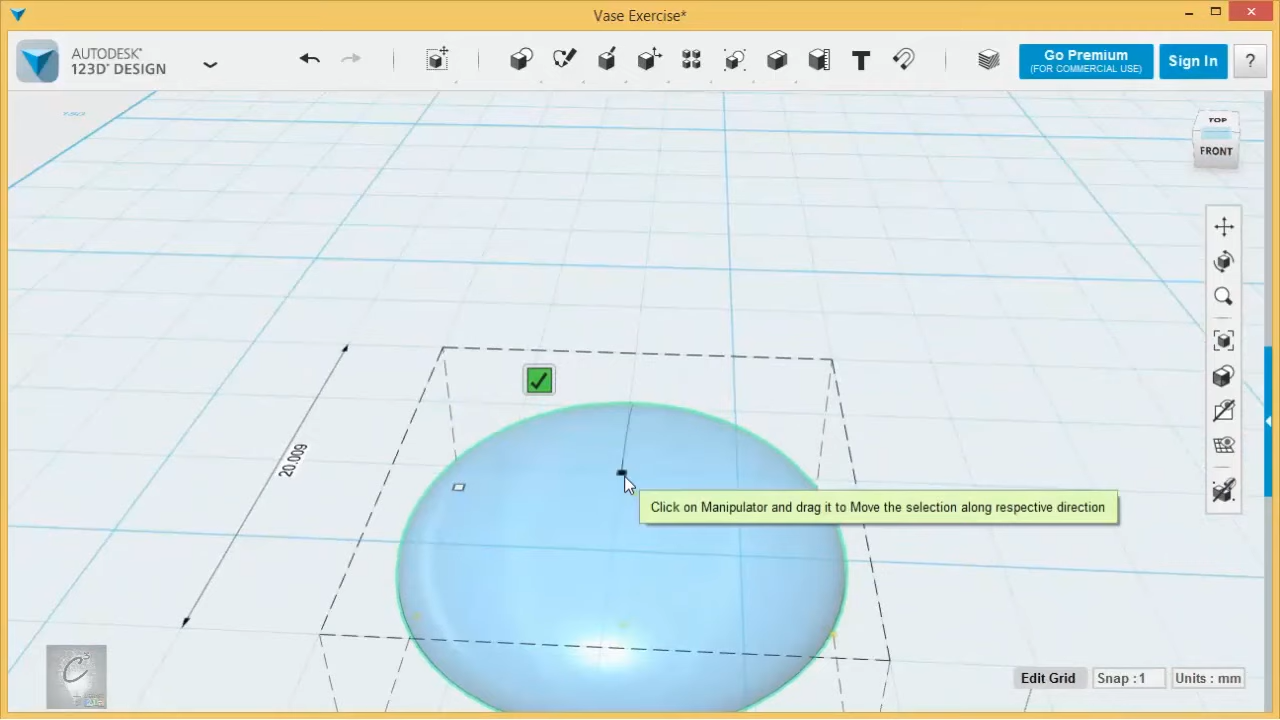 Vase Exercise*
AUTODESK®
123D® DESIGN
Go Premium
(FOR COMMERCIAL USE)
Sign In
?
TOP
FRONT
20.009
Click on Manipulator and drag it to Move the selection along respective direction
Edit Grid
Snap : 1
Units : mm